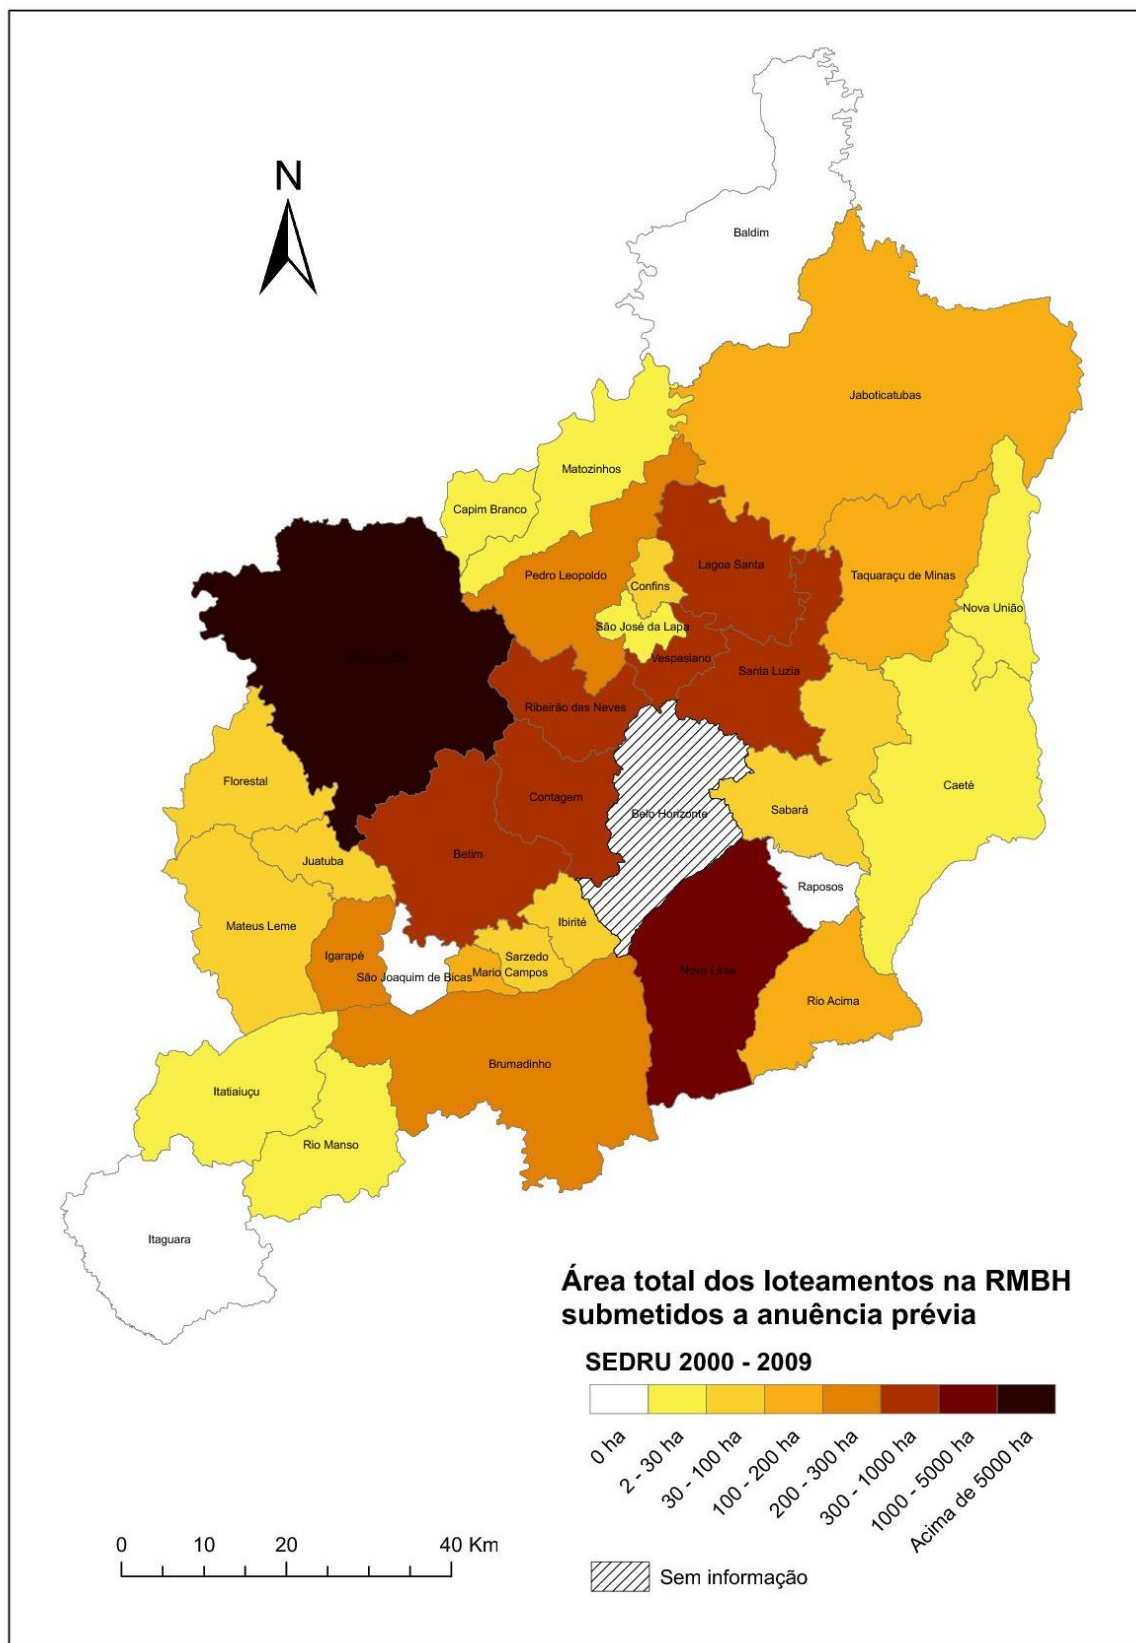 N
Baldim
Jaboticatubas
Matozinhos
Capim Branco
Lagoa Santa
Pedro Leopoldo
Taquaraçu de Minas
Confins
Nova União
São José da Lapa
Vespasiano
Santa Luzia
Ribeirão das Neves
Florestal
Caeté
Contagem
Sabará
Belo Horizonte
Betim
Juatuba
Raposos
Ibirité
Mateus Leme
Igarapé
Sarzedo
São Joaquim de Bicas
Mario Campos
Nova Lima
Rio Acima
Brumadinho
Itatiaiuçu
Rio Manso
Itaguara
Área total dos loteamentos na RMBH
submetidos a anuência prévia
SEDRU 2000 - 2009
0 ha
2 - 30 ha
30 - 100 ha
100 - 200 ha
200 - 300 ha
300 - 1000 ha
1000 - 5000 ha
Acima de 5000 ha
0 10 20 40 Km
Sem informação